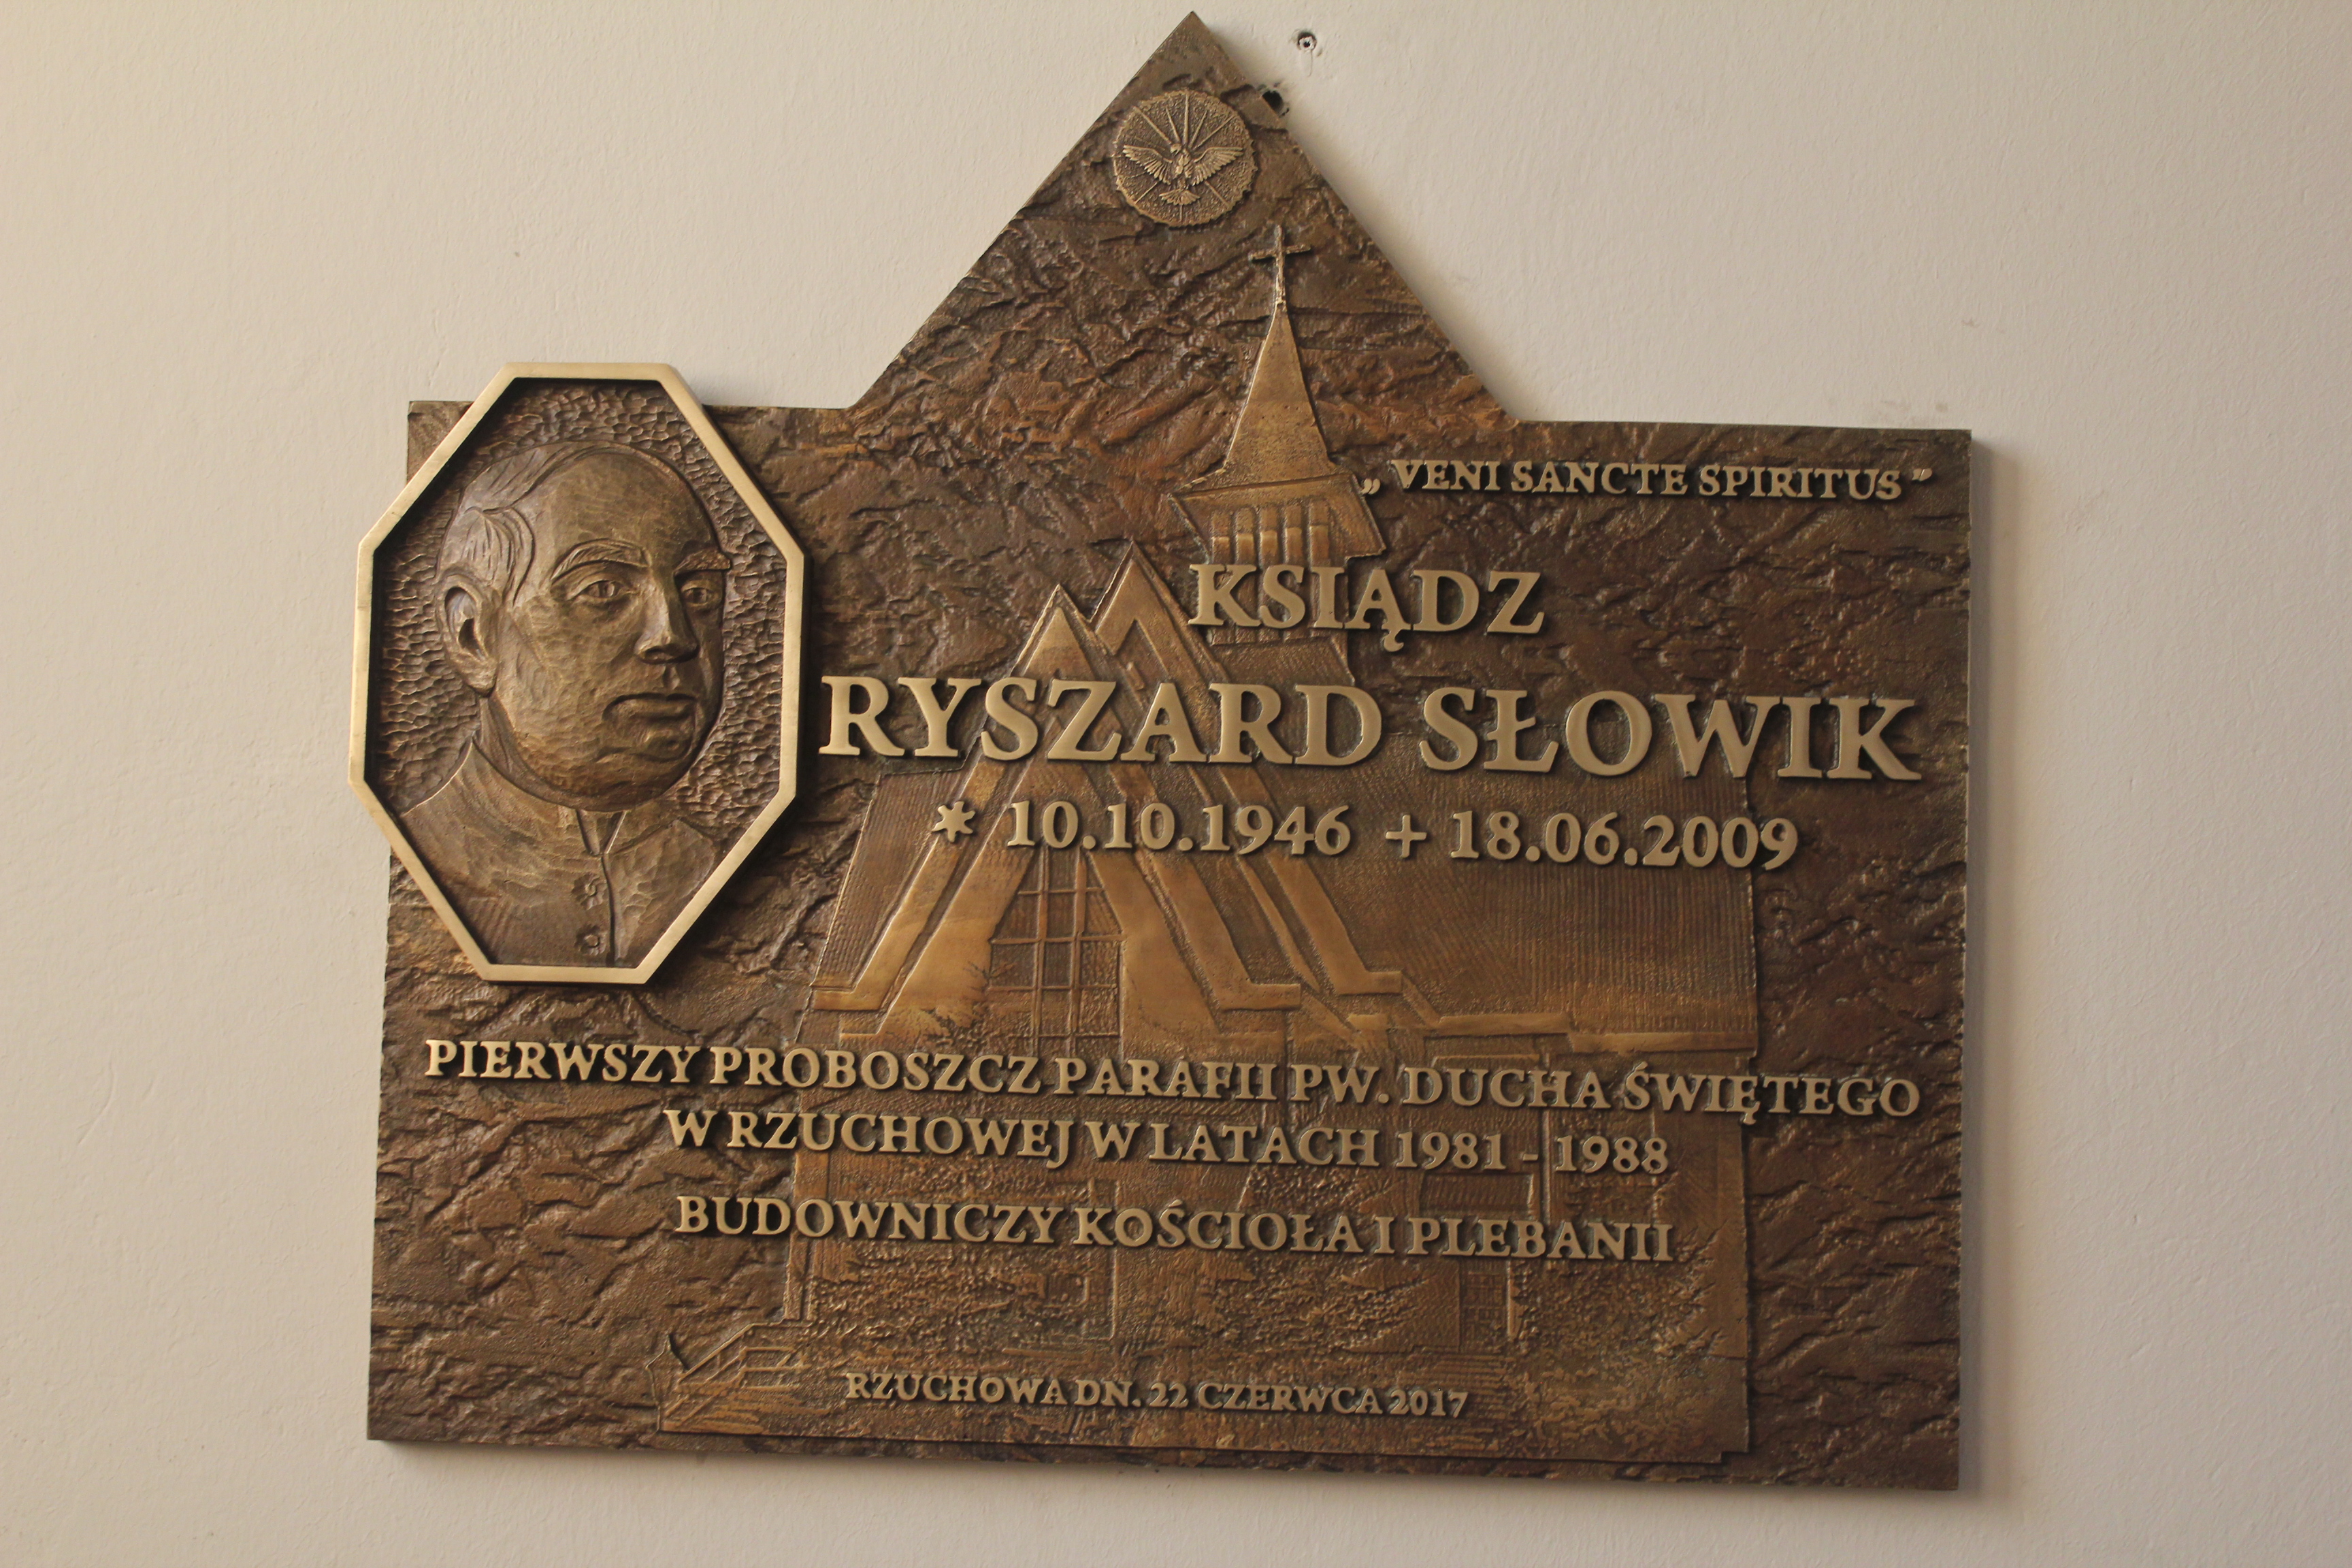 „VENI SANCTE SPIRITUS”
KSIĄDZ
RYSZARD SŁOWIK
* 10.10.1946 + 18.06.2009
PIERWSZY PROBOSZCZ PARAFII PW. DUCHA ŚWIĘTEGO
W RZUCHOWEJ W LATACH 1981 - 1988
BUDOWNICZY KOŚCIOŁA I PLEBANII
RZUCHOWA DN. 22 CZERWCA 2017